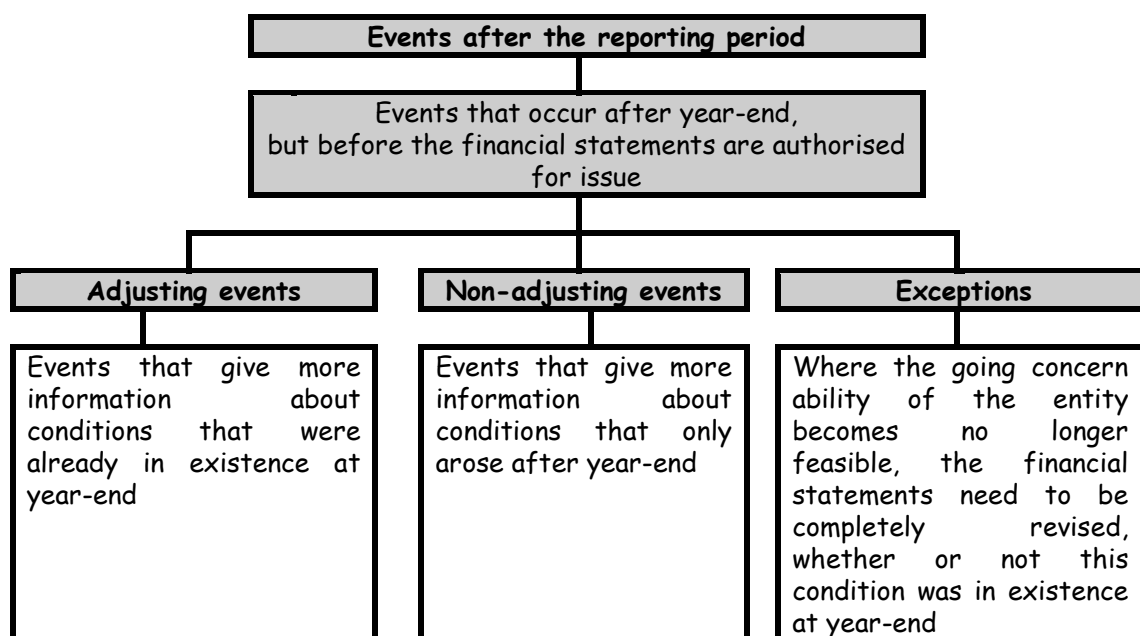 Events after the reporting period
Events that occur after year-end,
but before the financial statements are authorised
for issue
Adjusting events
Events that give more
information about
conditions that were
already in existence at
year-end
Non-adjusting events
Events that give more
information about
conditions that only
arose after year-end
Exceptions
Where the going concern
ability of the entity
becomes no longer
feasible, the financial
statements need to be
completely revised,
whether or not this
condition was in existence
at year-end